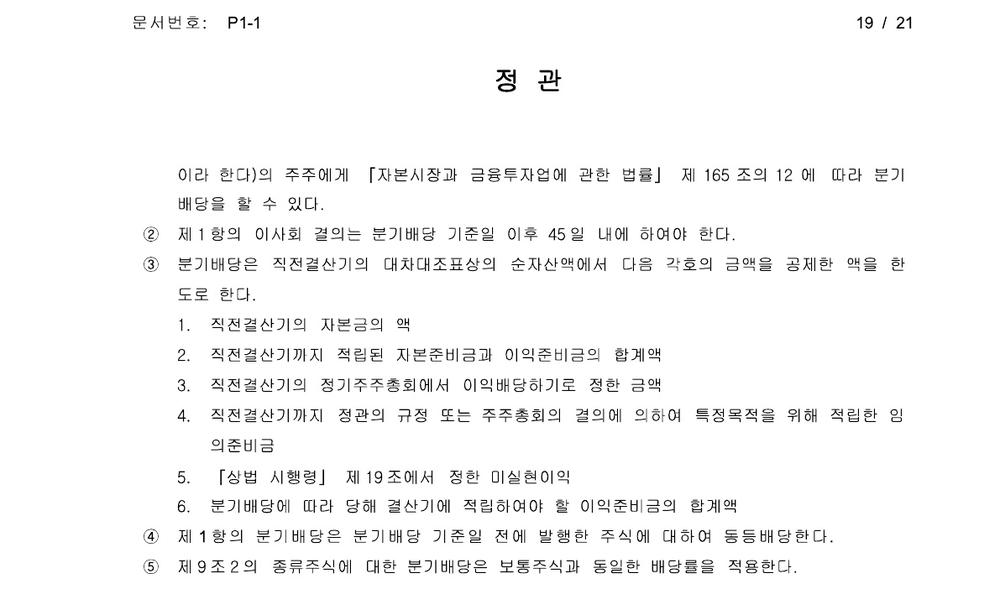 문서번호: P1-1
19 / 21
정 관
이라 한다)의 주주에게 「자본시장과 금융투자업에 관한 법률」 제 165 조의 12 에 따라 분기
배당을 할 수 있다.
② 제 1 항의 이사회 결의는 분기배당 기준일 이후 45 일 내에 하여야 한다.
③ 분기배당은 직전결산기의 대차대조표상의 순자산액에서 다음 각호의 금액을 공제한 액을 한
도로 한다.
1. 직전결산기의 자본금의 액
2. 직전결산기까지 적립된 자본준비금과 이익준비금의 합계액
3. 직전결산기의 정기주주총회에서 이익배당하기로 정한 금액
4. 직전결산기까지 정관의 규정 또는 주주총회의 결의에 의하여 특정목적을 위해 적립한 임
의준비금
5. 「상법 시행령」 제 19 조에서 정한 미실현이익
6. 분기배당에 따라 당해 결산기에 적립하여야 할 이익준비금의 합계액
④ 제 1 항의 분기배당은 분기배당 기준일 전에 발행한 주식에 대하여 동등배당한다.
⑤ 제 9 조 2 의 종류주식에 대한 분기배당은 보통주식과 동일한 배당률을 적용한다.